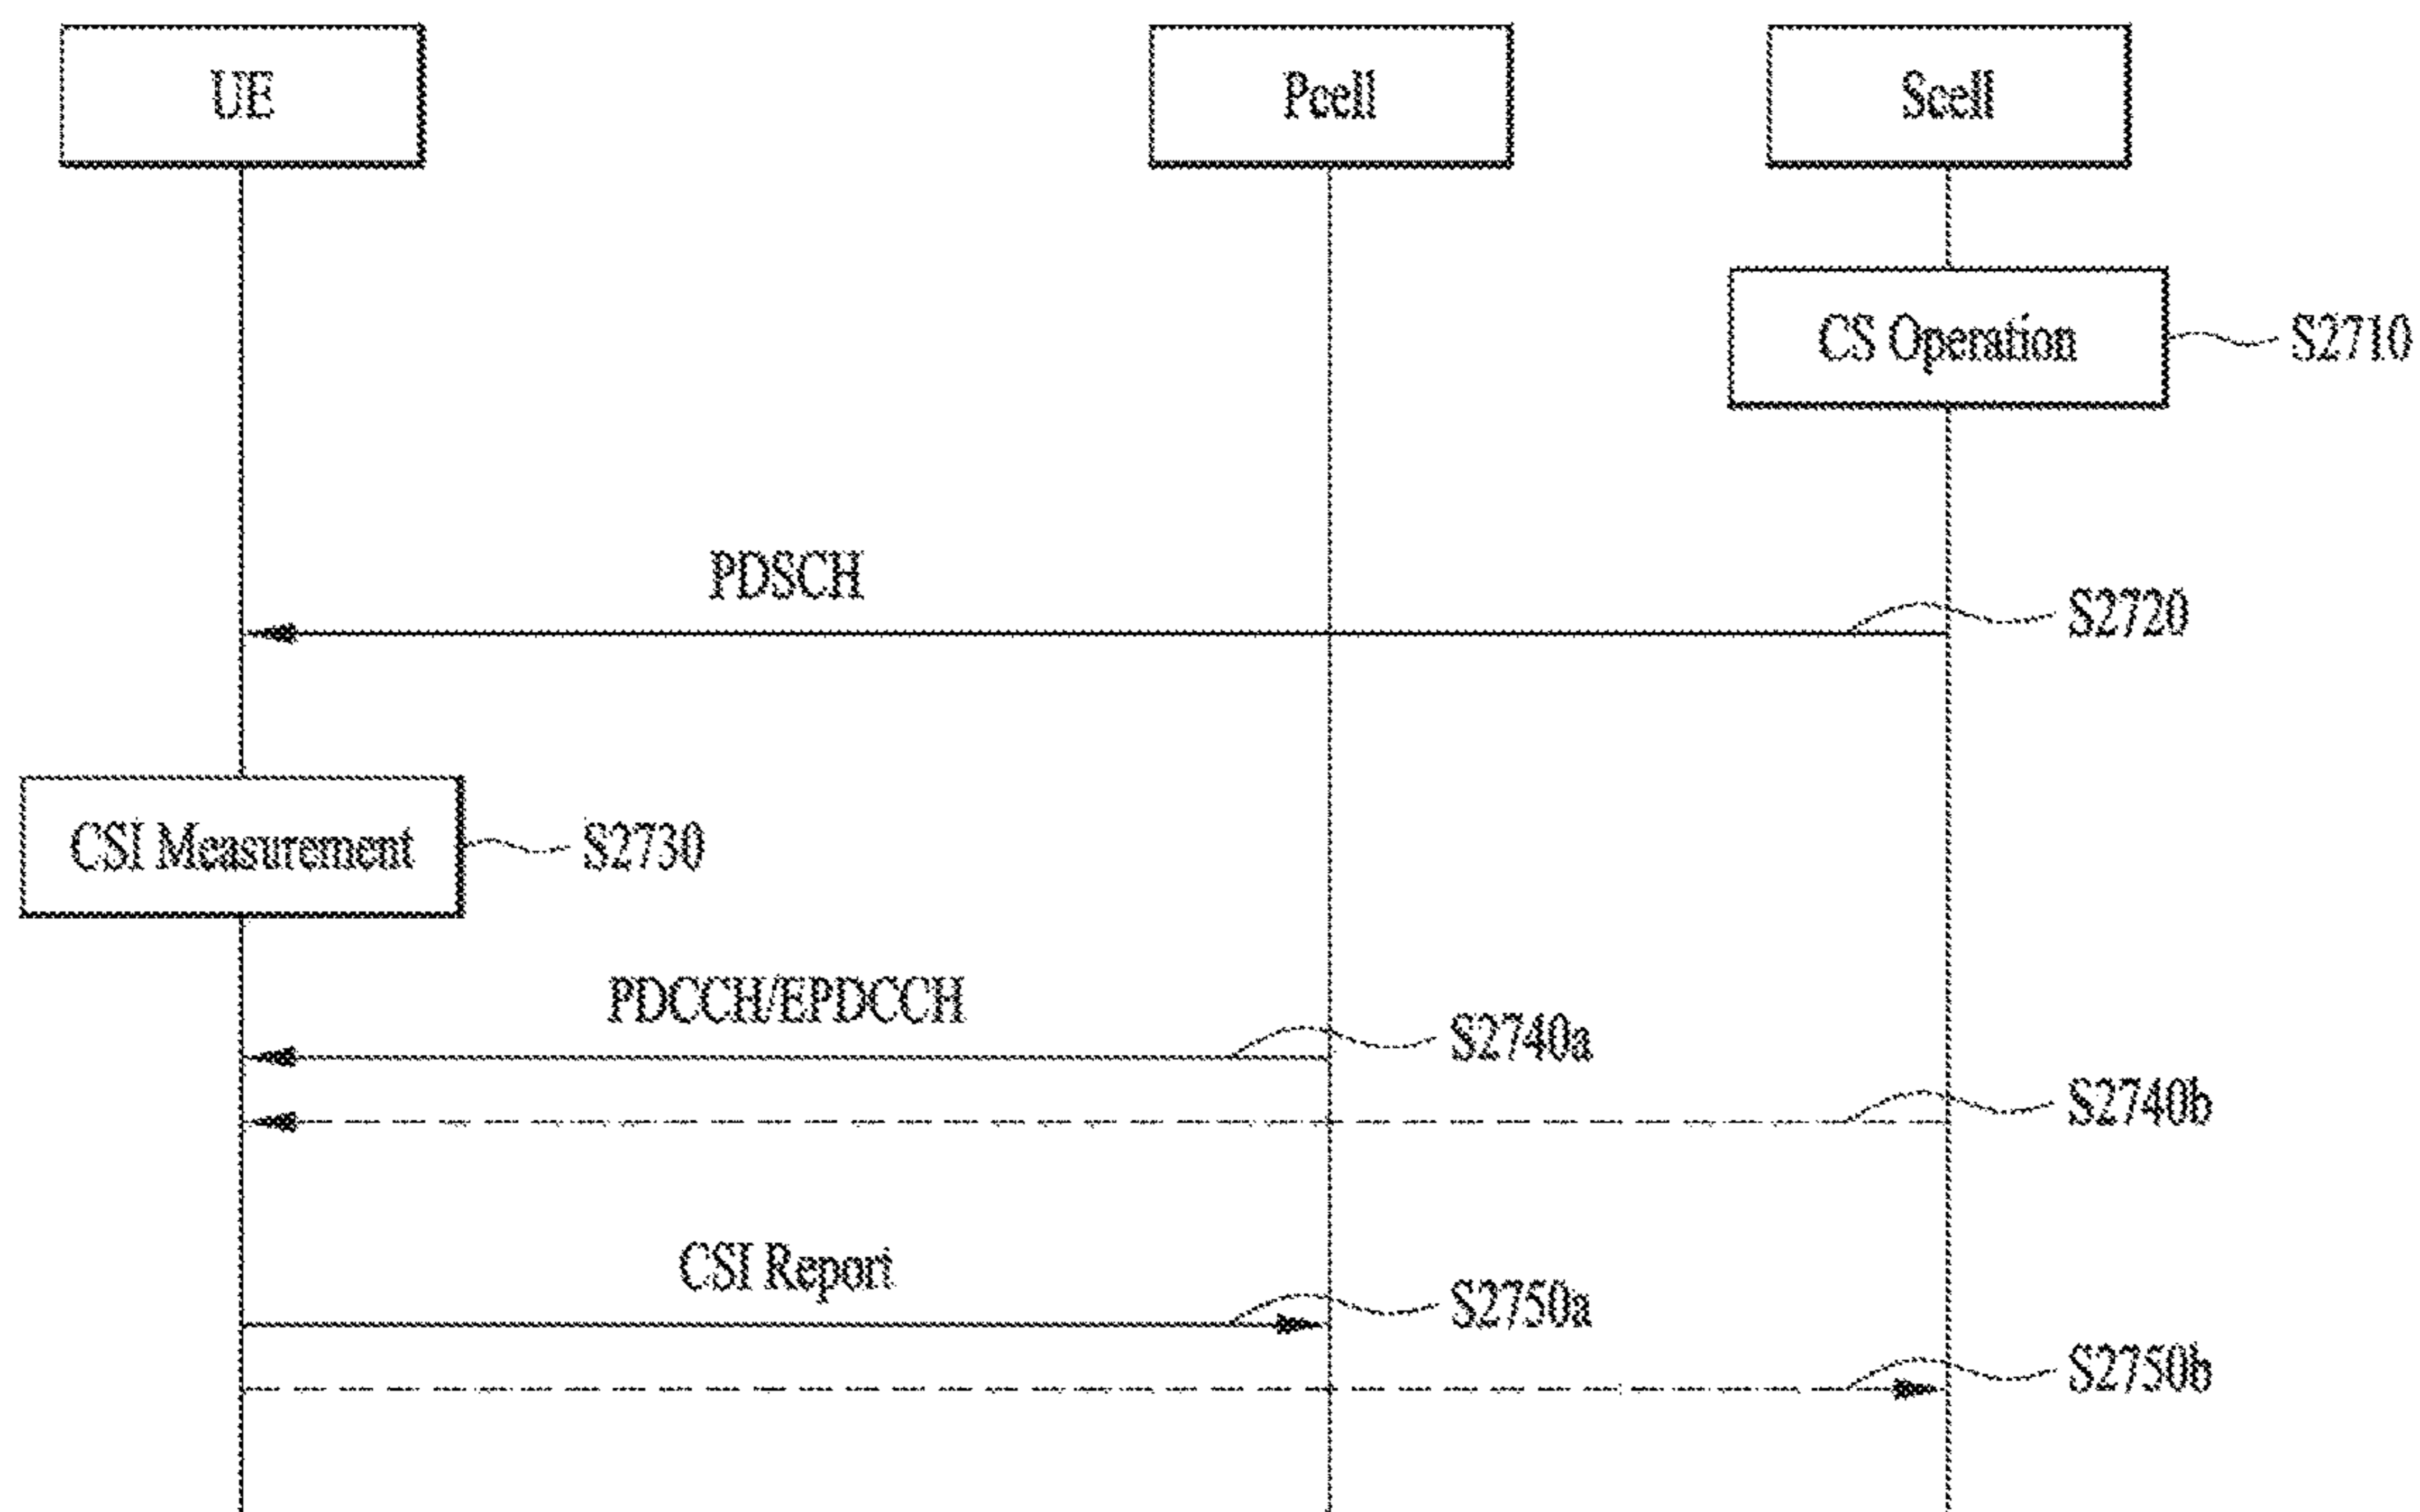 UE
Pcell
Scell
CS Operation
S2710
PDSCH
S2720
CSI Measurement
S2730
PDCCH/EPDCCH
S2740a
S2740b
CSI Report
S2750a
S2750b